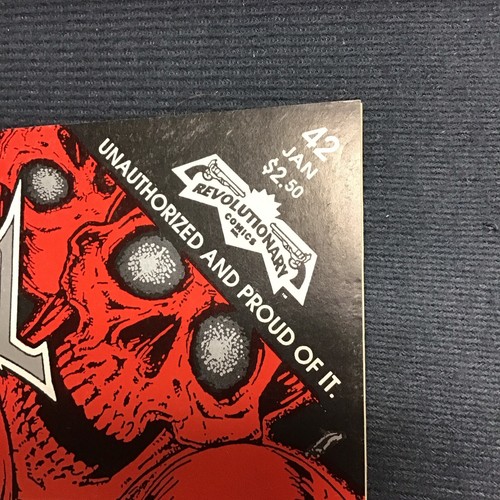 42
JAN
$2.50
REVOLUTIONARY
COMICS
UNAUTHORIZED AND PROUD OF IT.